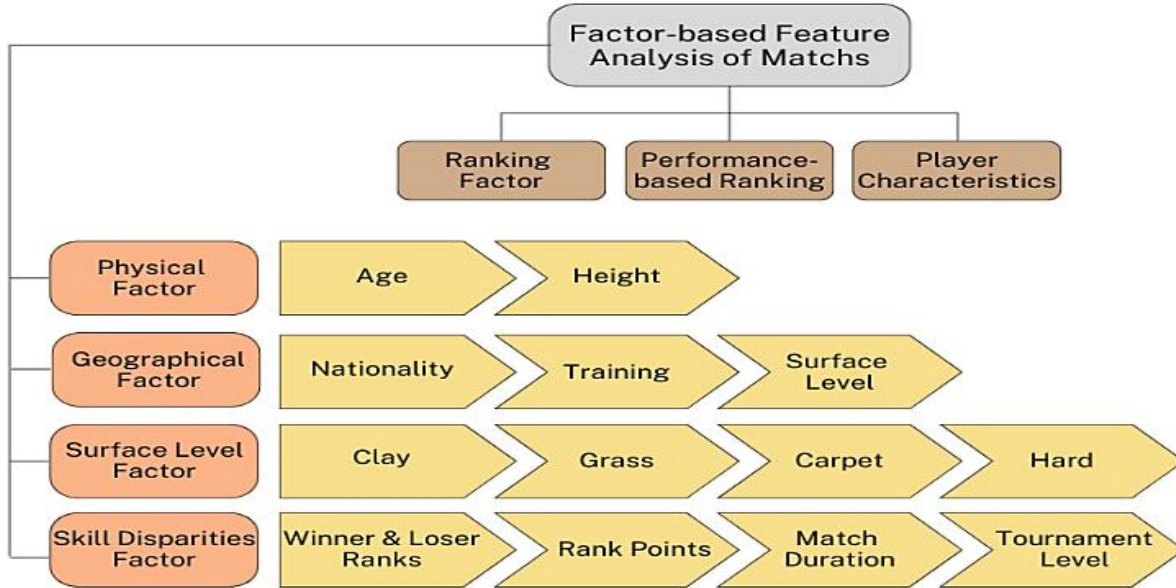 Factor-based Feature
Analysis of Matchs
Ranking
Factor
Performance-
based Ranking
Player
Characteristics
Physical
Factor
Age
Height
Geographical
Factor
Nationality
Training
Surface
Level
Surface Level
Factor
Clay
Grass
Carpet
Hard
Skill Disparities
Factor
Winner & Loser
Ranks
Rank Points
Match
Duration
Tournament
Level